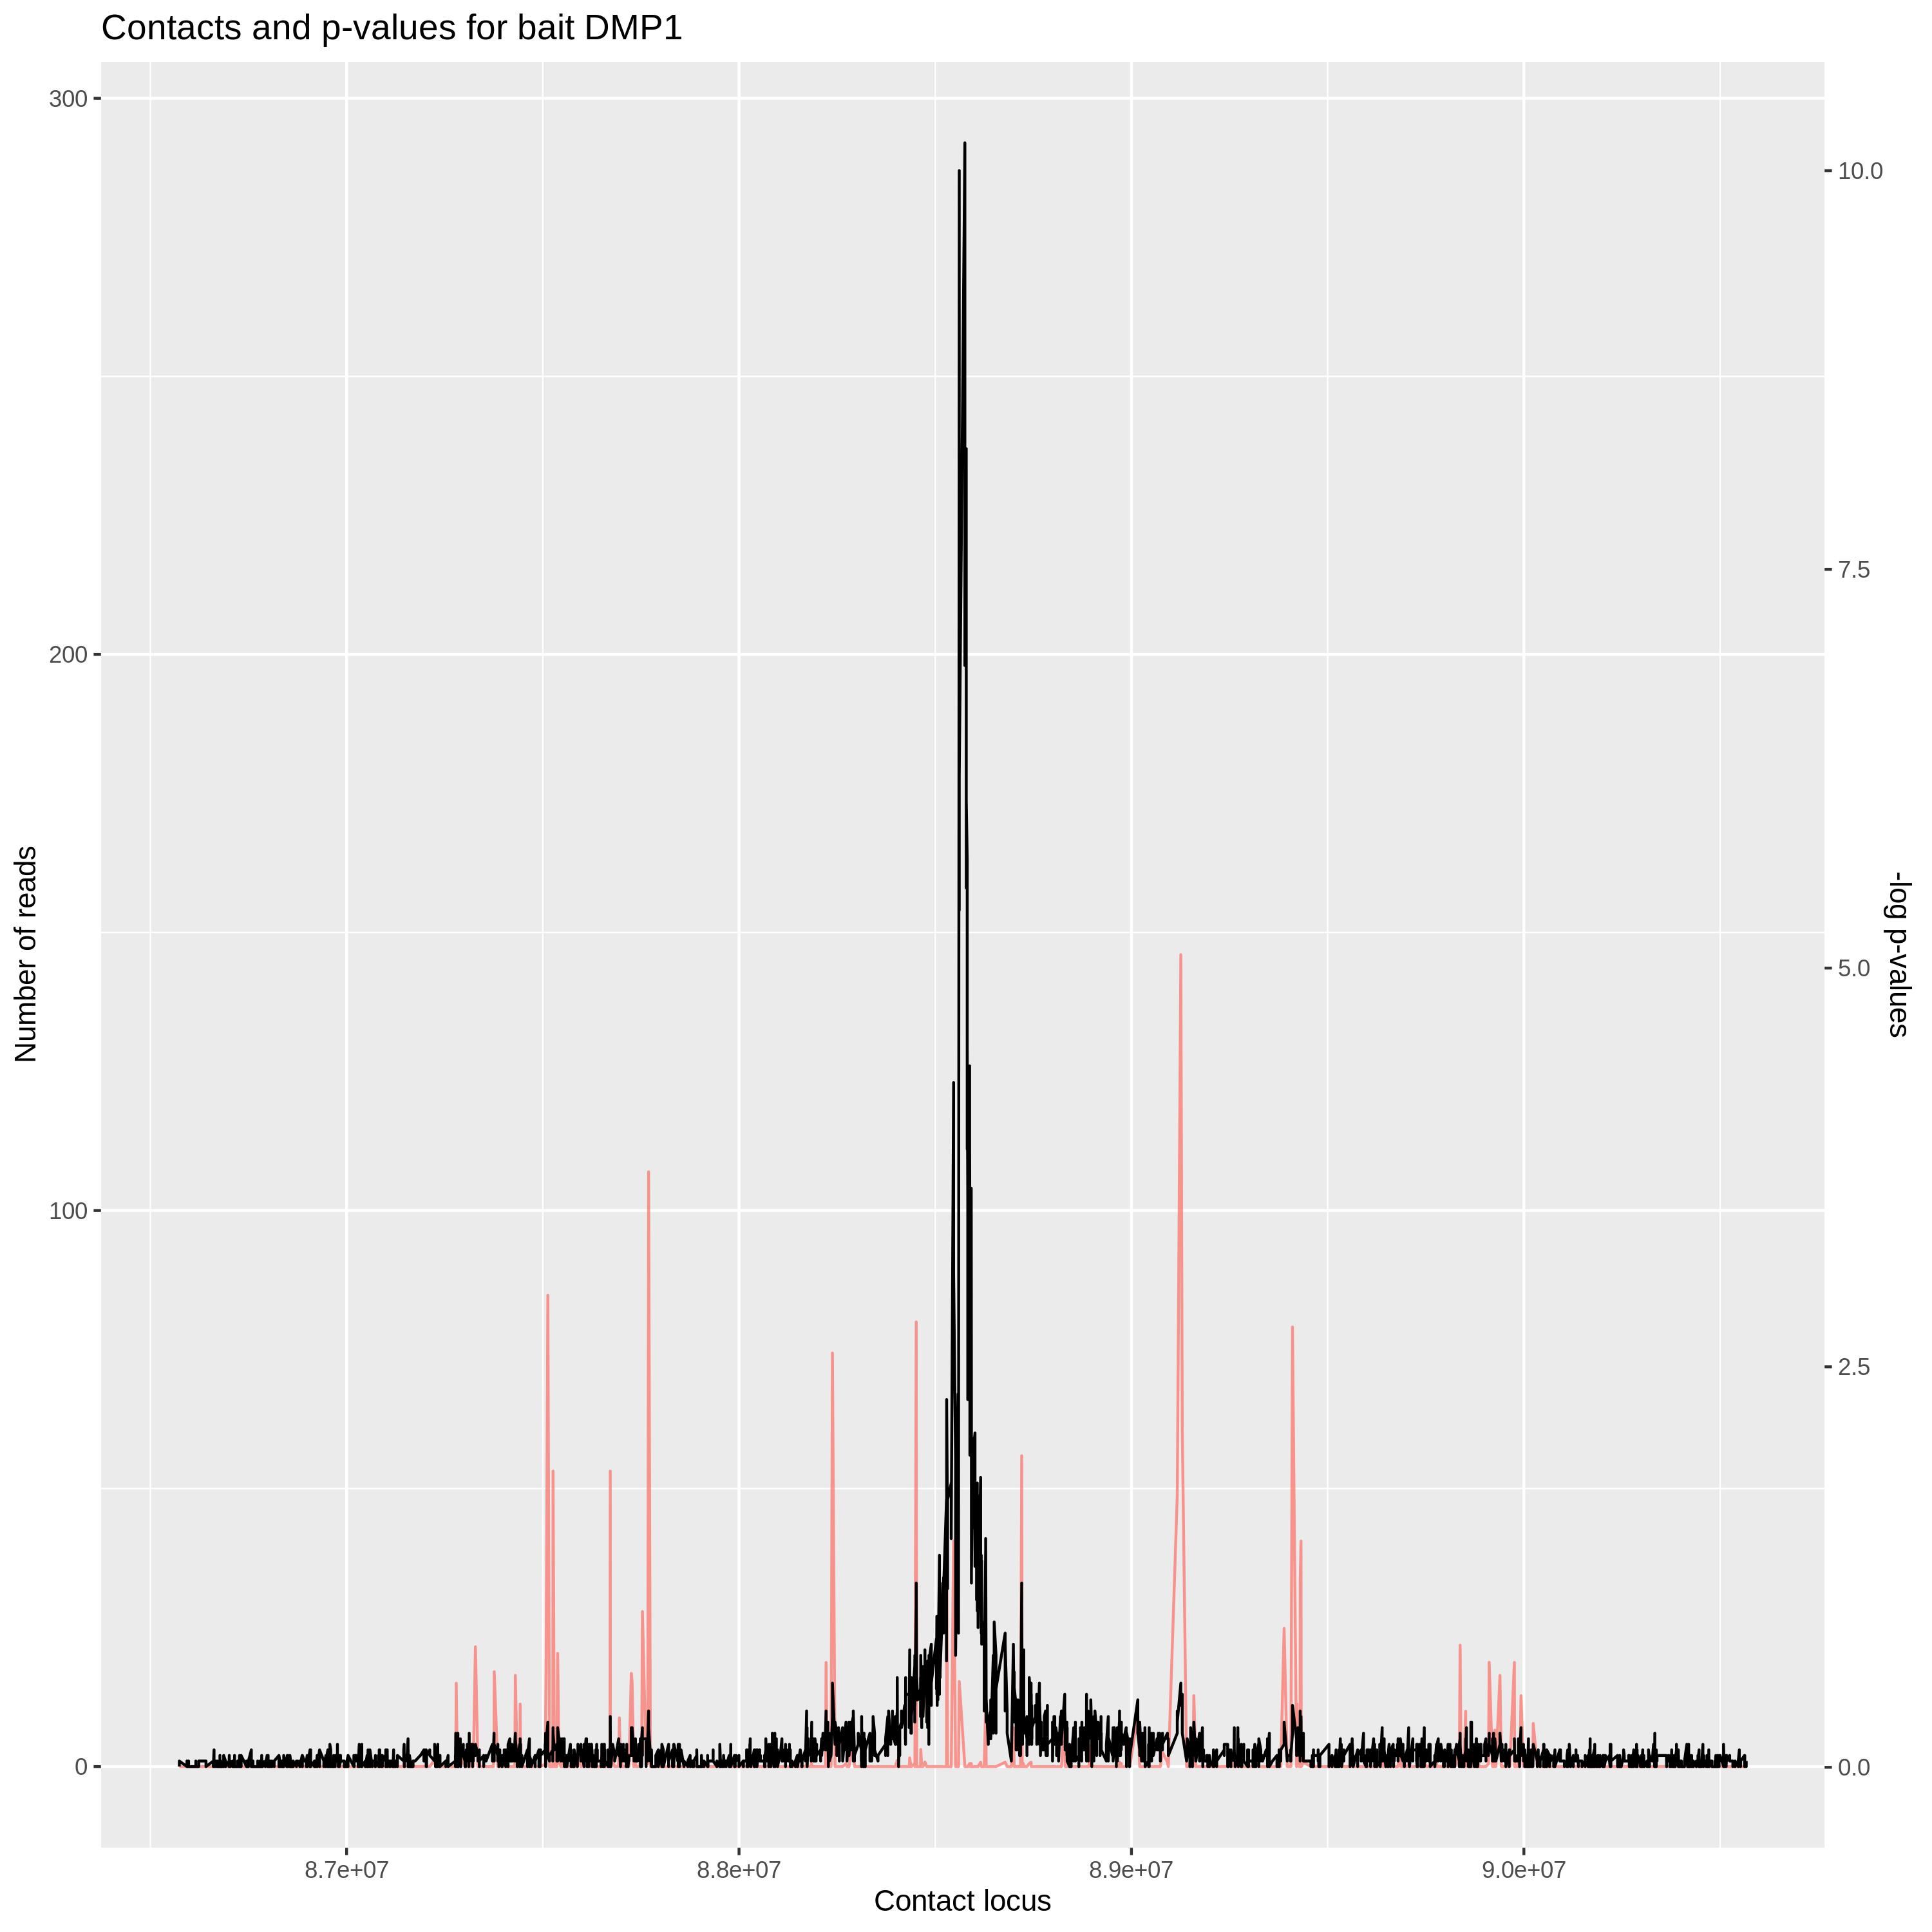 Contacts and p-values for bait DMP1
300
200
100
0
Number of reads
10.0
7.5
5.0
2.5
0.0
-log p-values
8.7e+07
8.8e+07
8.9e+07
9.0e+07
Contact locus